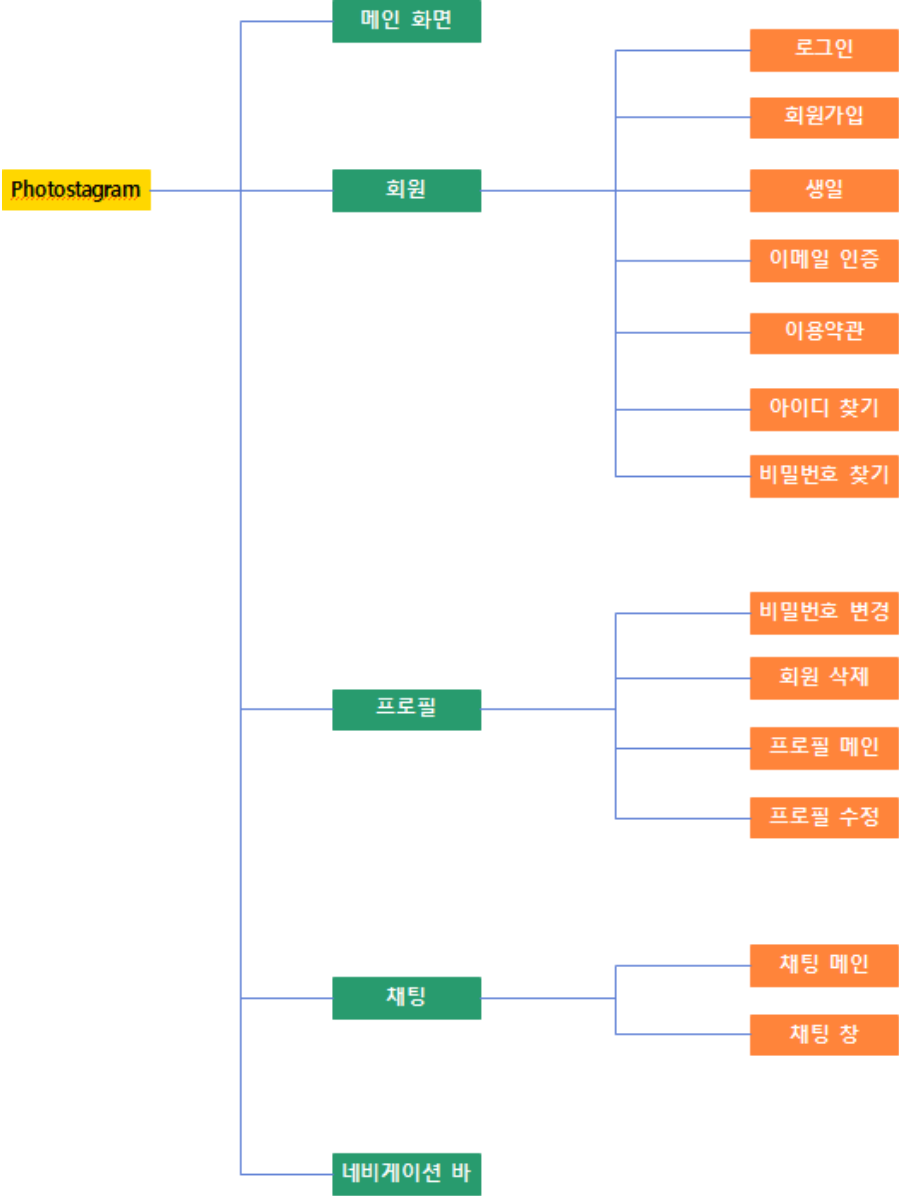 Photostagram
메인 화면
회원
로그인
회원가입
생일
이메일 인증
이용약관
아이디 찾기
비밀번호 찾기
프로필
비밀번호 변경
회원 삭제
프로필 메인
프로필 수정
채팅
채팅 메인
채팅 창
네비게이션 바